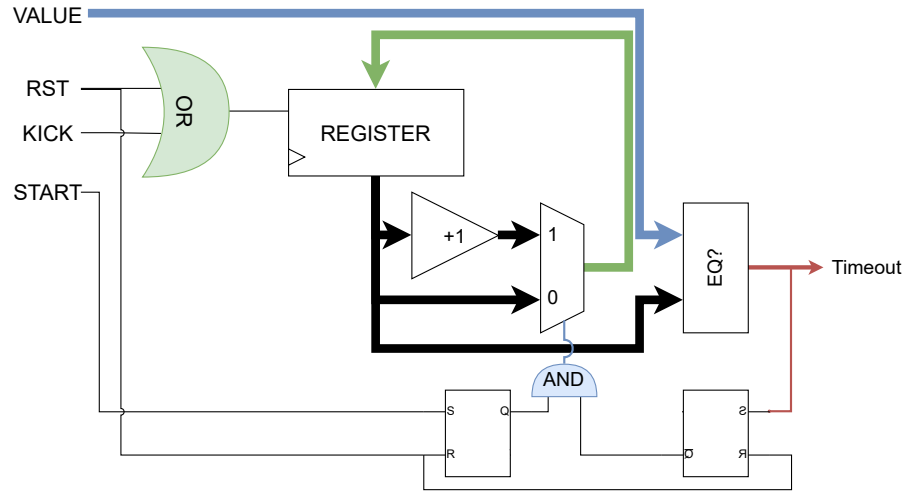 VALUE
RST
OR
REGISTER
KICK
START
+1
1
EQ?
Timeout
0
AND
S
Q
S
R
Q
R